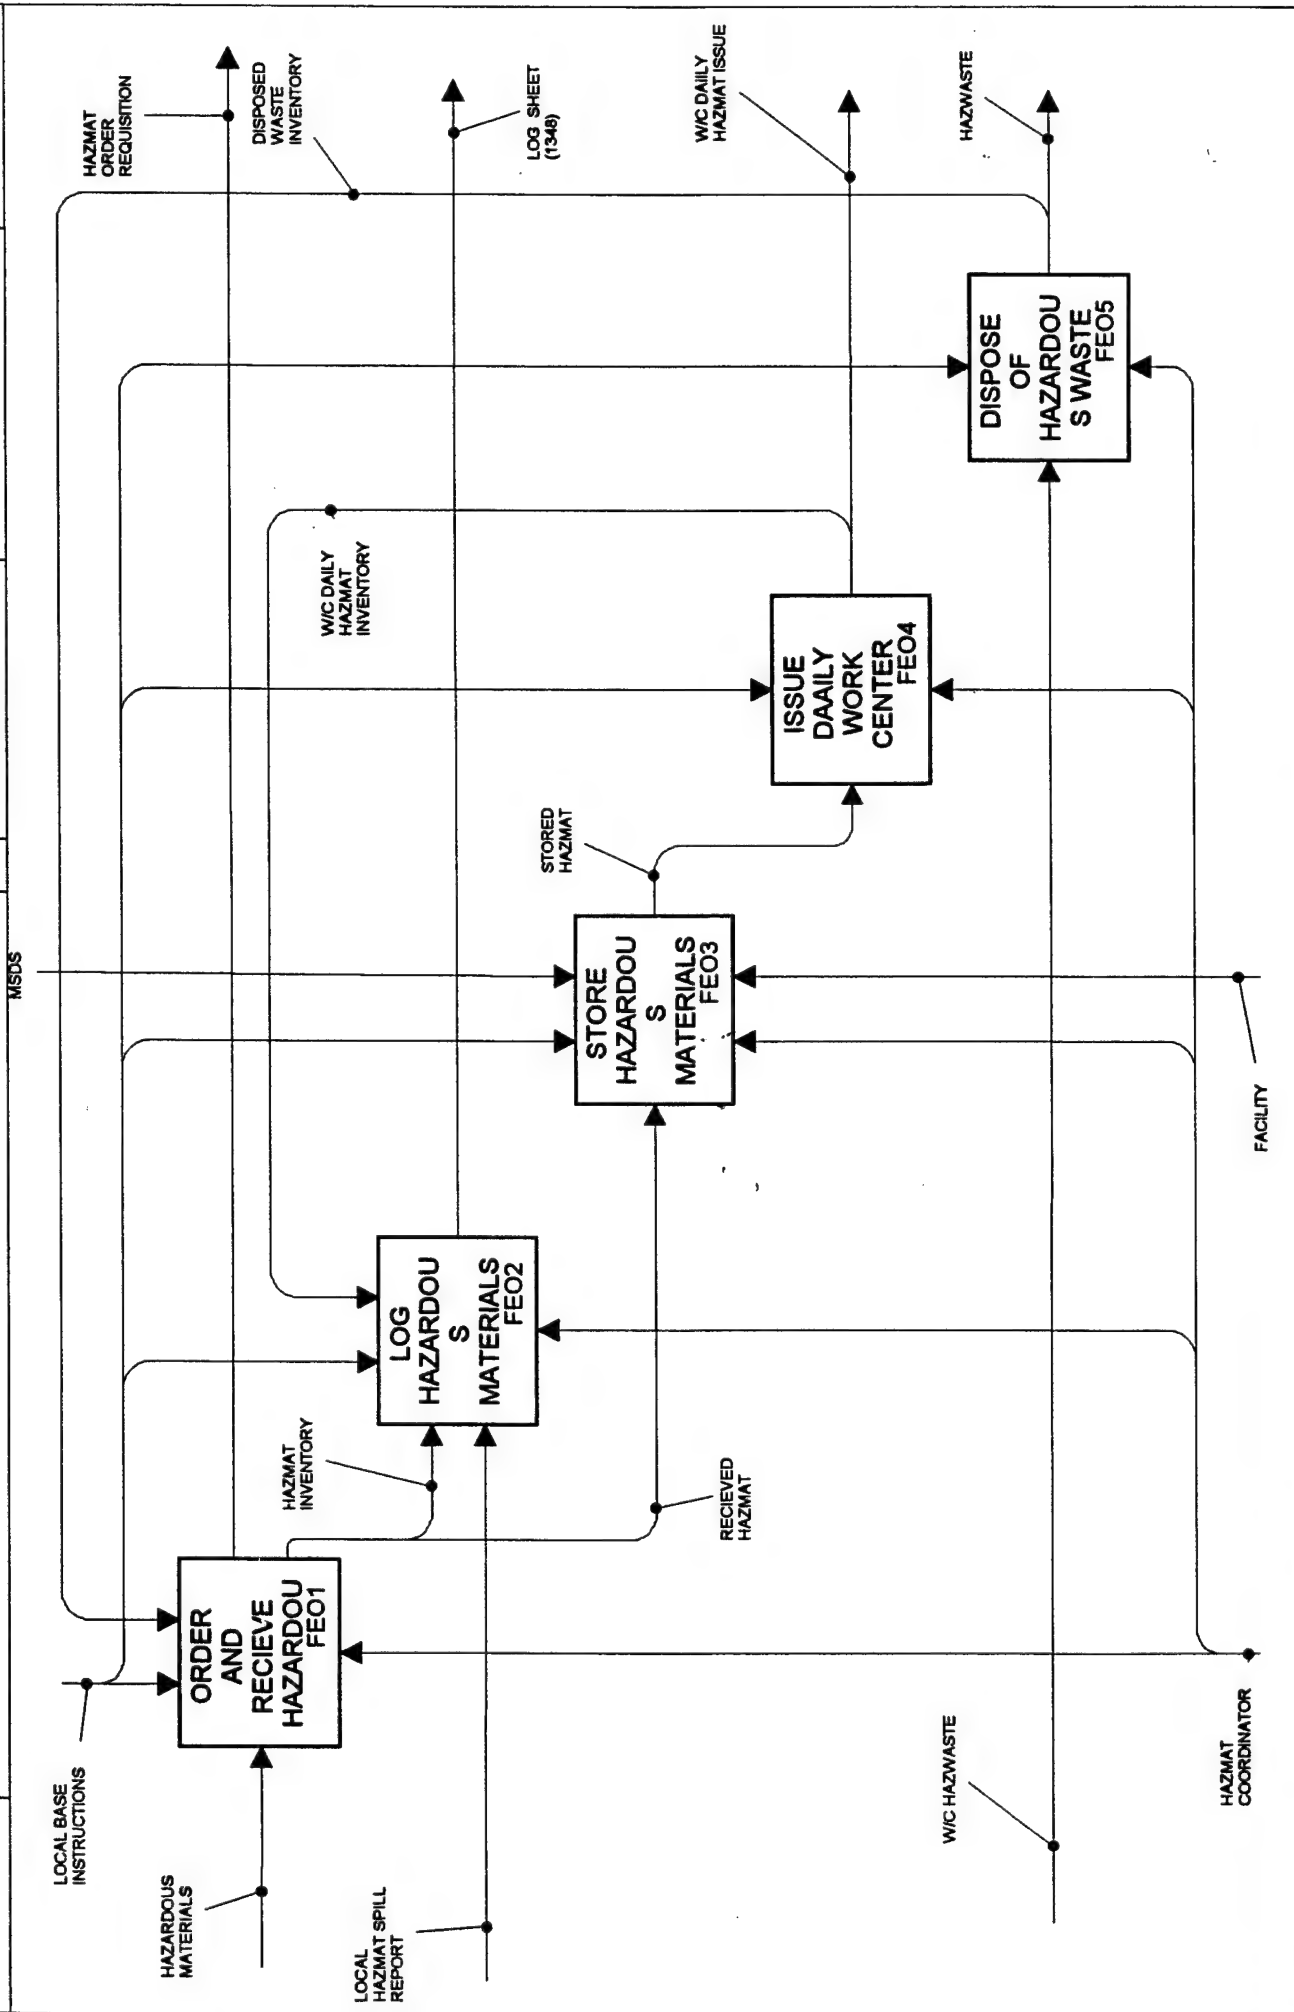 MSDS
LOCAL BASE
INSTRUCTIONS
HAZARDOUS
MATERIALS
LOCAL
HAZMAT SPILL
REPORT
ORDER
AND
RECIEVE
HAZARDOU
FEO1
HAZMAT
INVENTORY
RECIEVED
HAZMAT
LOG
HAZARDOU
S
MATERIALS
FEO2
STORE
HAZARDOU
S
MATERIALS
FEO3
STORED
HAZMAT
W/C DAILY
HAZMAT
INVENTORY
ISSUE
DAAILY
WORK
CENTER
FEO4
DISPOSE
OF
HAZARDOU
S WASTE
FEO5
HAZMAT
ORDER
REQUISITION
DISPOSED
WASTE
INVENTORY
LOG SHEET
(1348)
W/C DAIILY
HAZMAT ISSUE
HAZWASTE
W/C HAZWASTE
HAZMAT
COORDINATOR
FACILITY